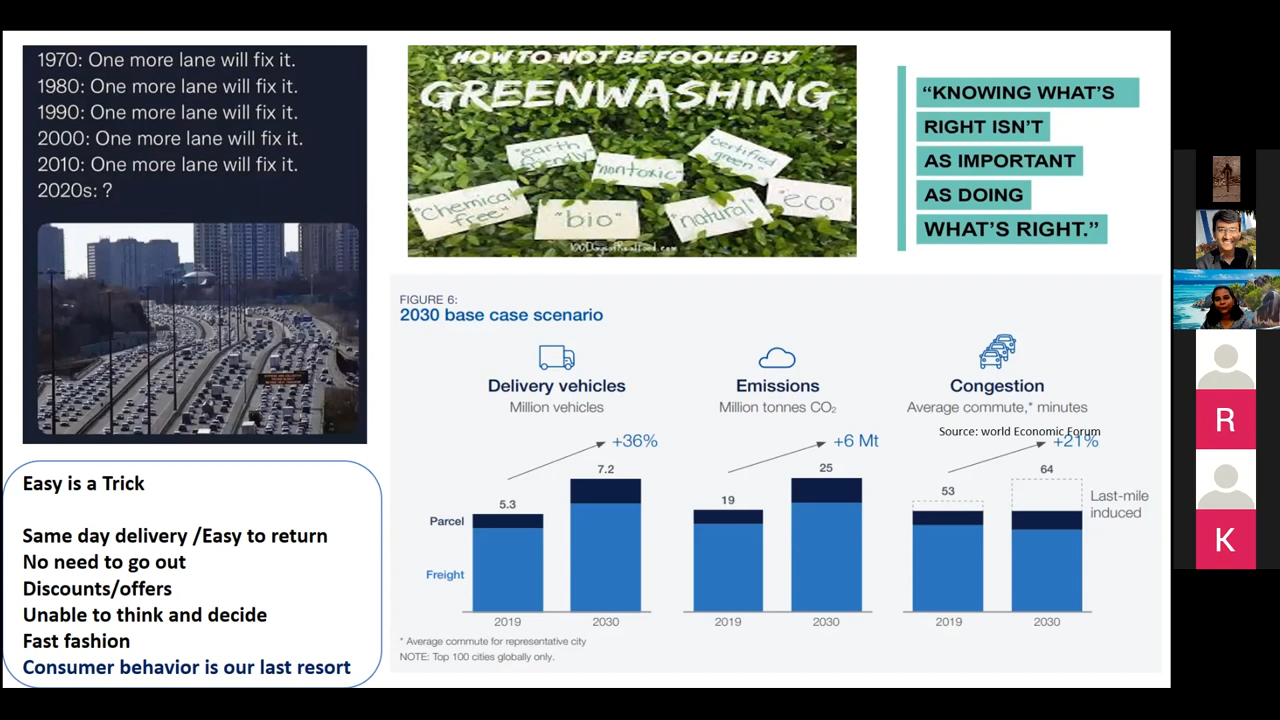 1970: One more lane will fix it.
1980: One more lane will fix it.
1990: One more lane will fix it.
2000: One more lane will fix it.
2010: One more lane will fix it.
2020s: ?
HOW TO NOT BE FOOLED BY
GREENWASHING
"earth
friendly"
"nontoxic"
"certified
green"
"chemical
free"
"bio"
"natural"
"eco"
100DaysofRealFood.com
“KNOWING WHAT’S
RIGHT ISN’T
AS IMPORTANT
AS DOING
WHAT’S RIGHT.”
FIGURE 6:
2030 base case scenario
Delivery vehicles
Million vehicles
+36%
5.3
7.2
Parcel
Freight
2019
2030
Emissions
Million tonnes CO₂
+6 Mt
19
25
2019
2030
Congestion
Average commute,* minutes
Source: world Economic Forum
+21%
53
64
Last-mile
induced
2019
2030
* Average commute for representative city
NOTE: Top 100 cities globally only.
Easy is a Trick
Same day delivery /Easy to return
No need to go out
Discounts/offers
Unable to think and decide
Fast fashion
Consumer behavior is our last resort
R
K